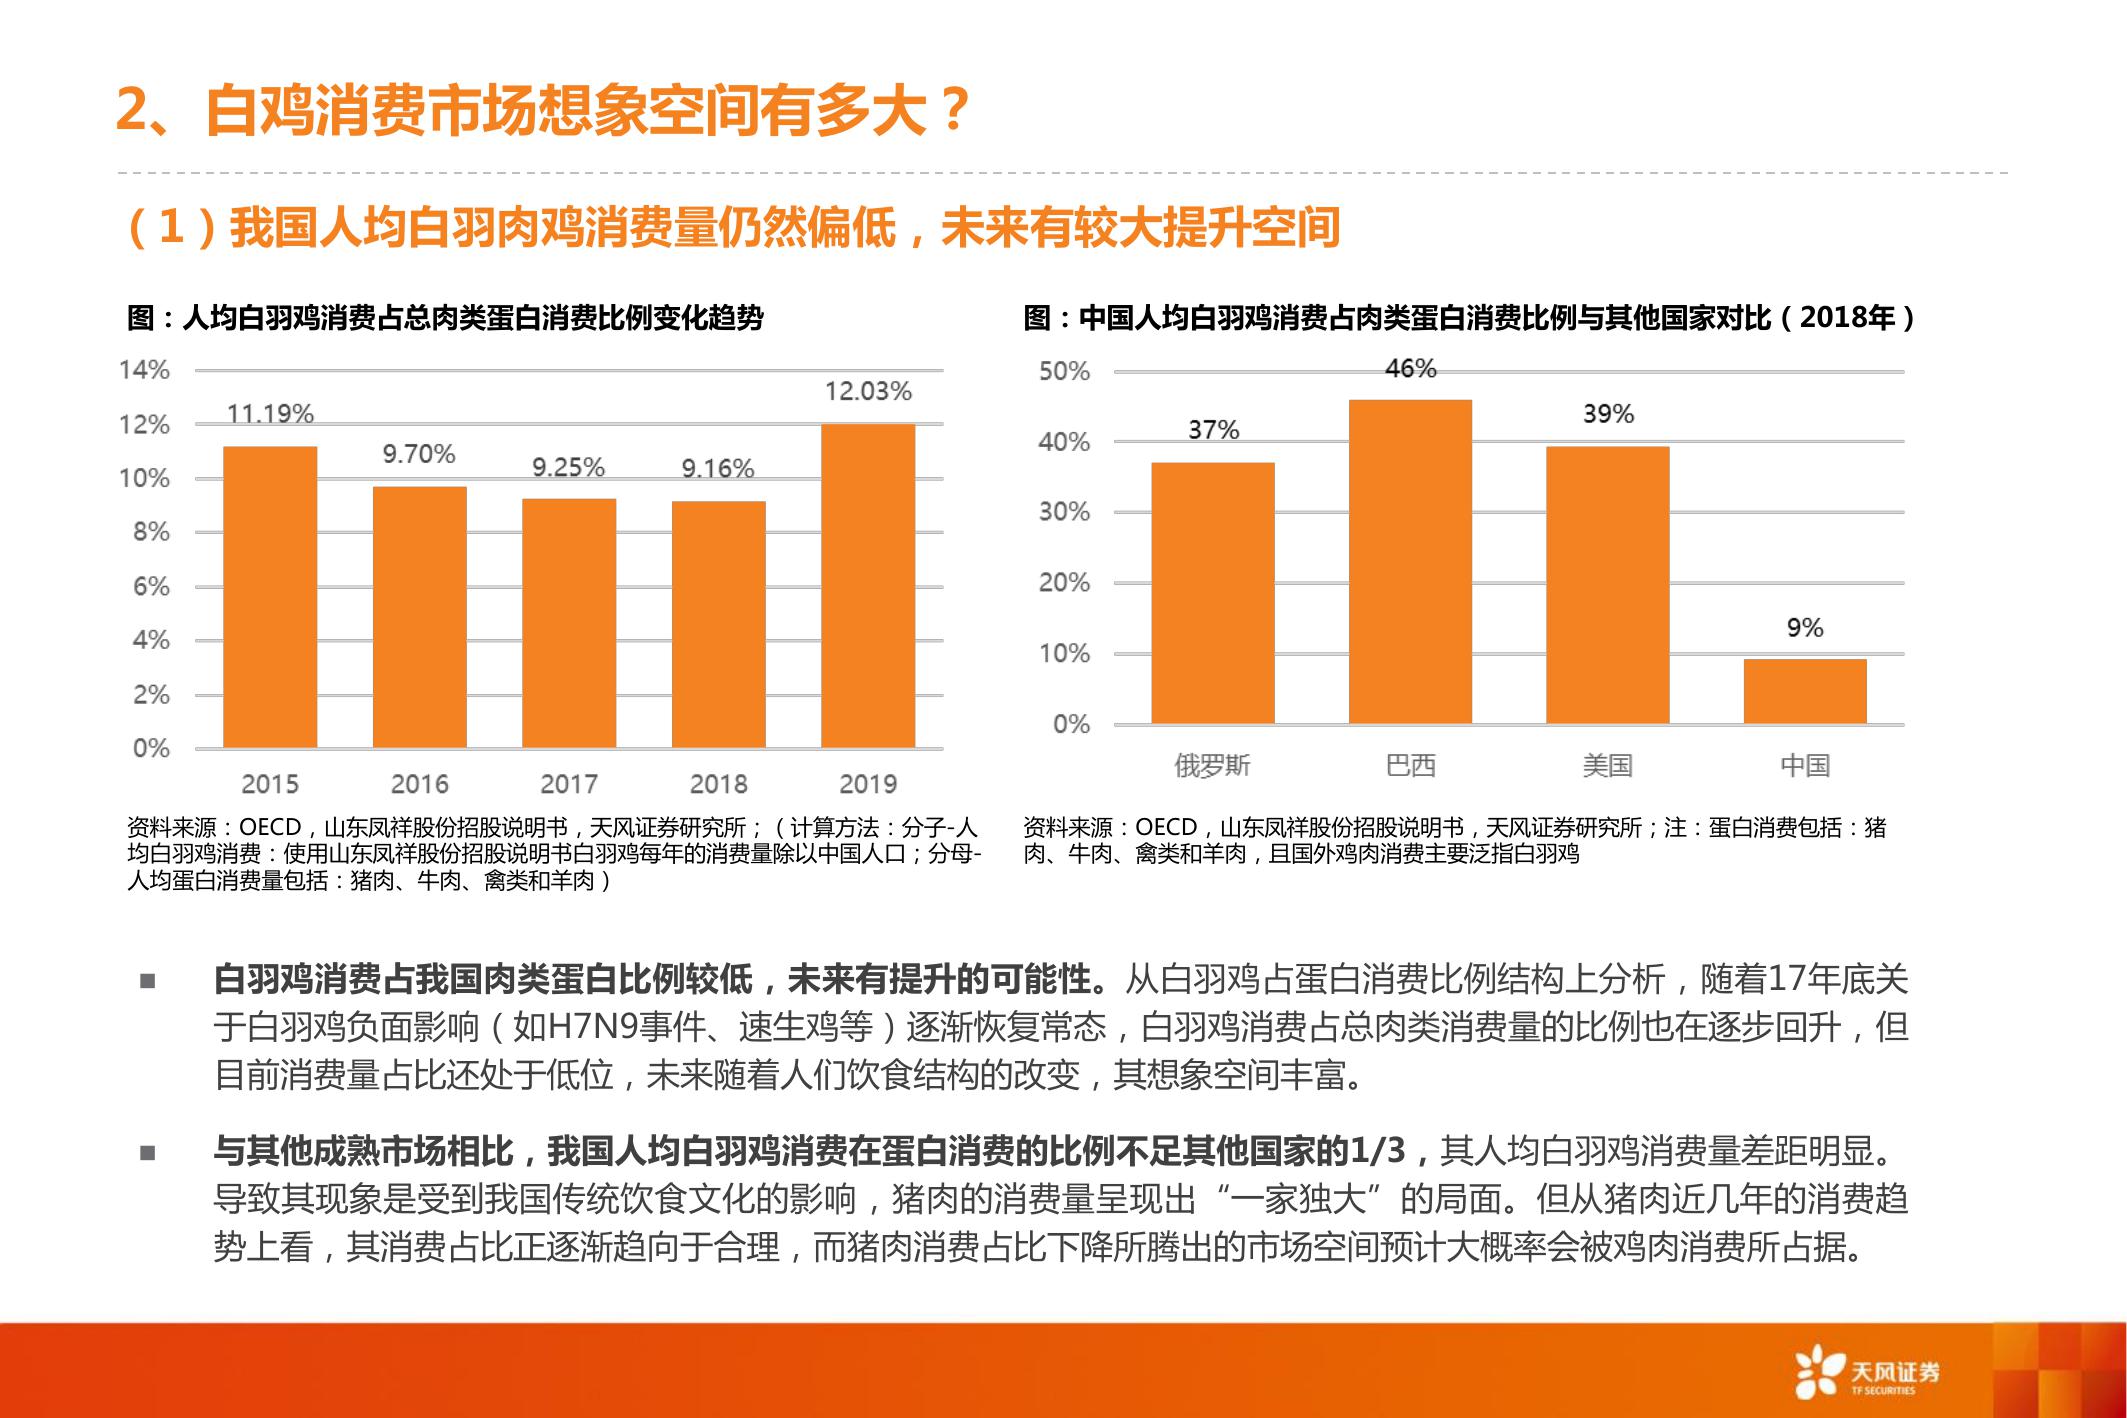 2、白鸡消费市场想象空间有多大？
（1）我国人均白羽肉鸡消费量仍然偏低，未来有较大提升空间
图：人均白羽鸡消费占总肉类蛋白消费比例变化趋势
14%
12%
10%
8%
6%
4%
2%
0%
11.19%
9.70%
9.25%
9.16%
12.03%
2015
2016
2017
2018
2019
资料来源：OECD，山东凤祥股份招股说明书，天风证券研究所；（计算方法：分子-人
均白羽鸡消费：使用山东凤祥股份招股说明书白羽鸡每年的消费量除以中国人口；分母-
人均蛋白消费量包括：猪肉、牛肉、禽类和羊肉）
图：中国人均白羽鸡消费占肉类蛋白消费比例与其他国家对比（2018年）
50%
40%
30%
20%
10%
0%
37%
46%
39%
9%
俄罗斯
巴西
美国
中国
资料来源：OECD，山东凤祥股份招股说明书，天风证券研究所；注：蛋白消费包括：猪
肉、牛肉、禽类和羊肉，且国外鸡肉消费主要泛指白羽鸡
■ 白羽鸡消费占我国肉类蛋白比例较低，未来有提升的可能性。从白羽鸡占蛋白消费比例结构上分析，随着17年底关
于白羽鸡负面影响（如H7N9事件、速生鸡等）逐渐恢复常态，白羽鸡消费占总肉类消费量的比例也在逐步回升，但
目前消费量占比还处于低位，未来随着人们饮食结构的改变，其想象空间丰富。
■ 与其他成熟市场相比，我国人均白羽鸡消费在蛋白消费的比例不足其他国家的1/3，其人均白羽鸡消费量差距明显。
导致其现象是受到我国传统饮食文化的影响，猪肉的消费量呈现出“一家独大”的局面。但从猪肉近几年的消费趋
势上看，其消费占比正逐渐趋向于合理，而猪肉消费占比下降所腾出的市场空间预计大概率会被鸡肉消费所占据。
天风证券
TF SECURITIES